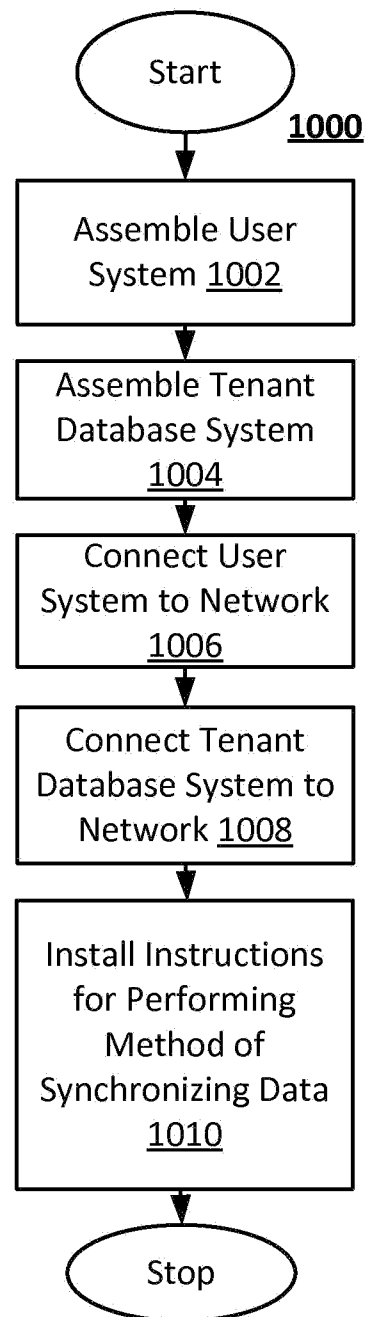 Start
1000
Assemble User
System 1002
Assemble Tenant
Database System
1004
Connect User
System to Network
1006
Connect Tenant
Database System to
Network 1008
Install Instructions
for Performing
Method of
Synchronizing Data
1010
Stop